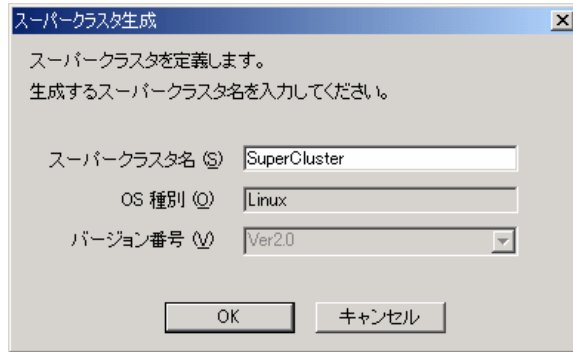 スーパークラスタ生成
スーパークラスタを定義します。
生成するスーパークラスタ名を入力してください。
スーパークラスタ名 (S) SuperCluster
OS 種別 (O) Linux
バージョン番号 (V) Ver2.0
OK キャンセル